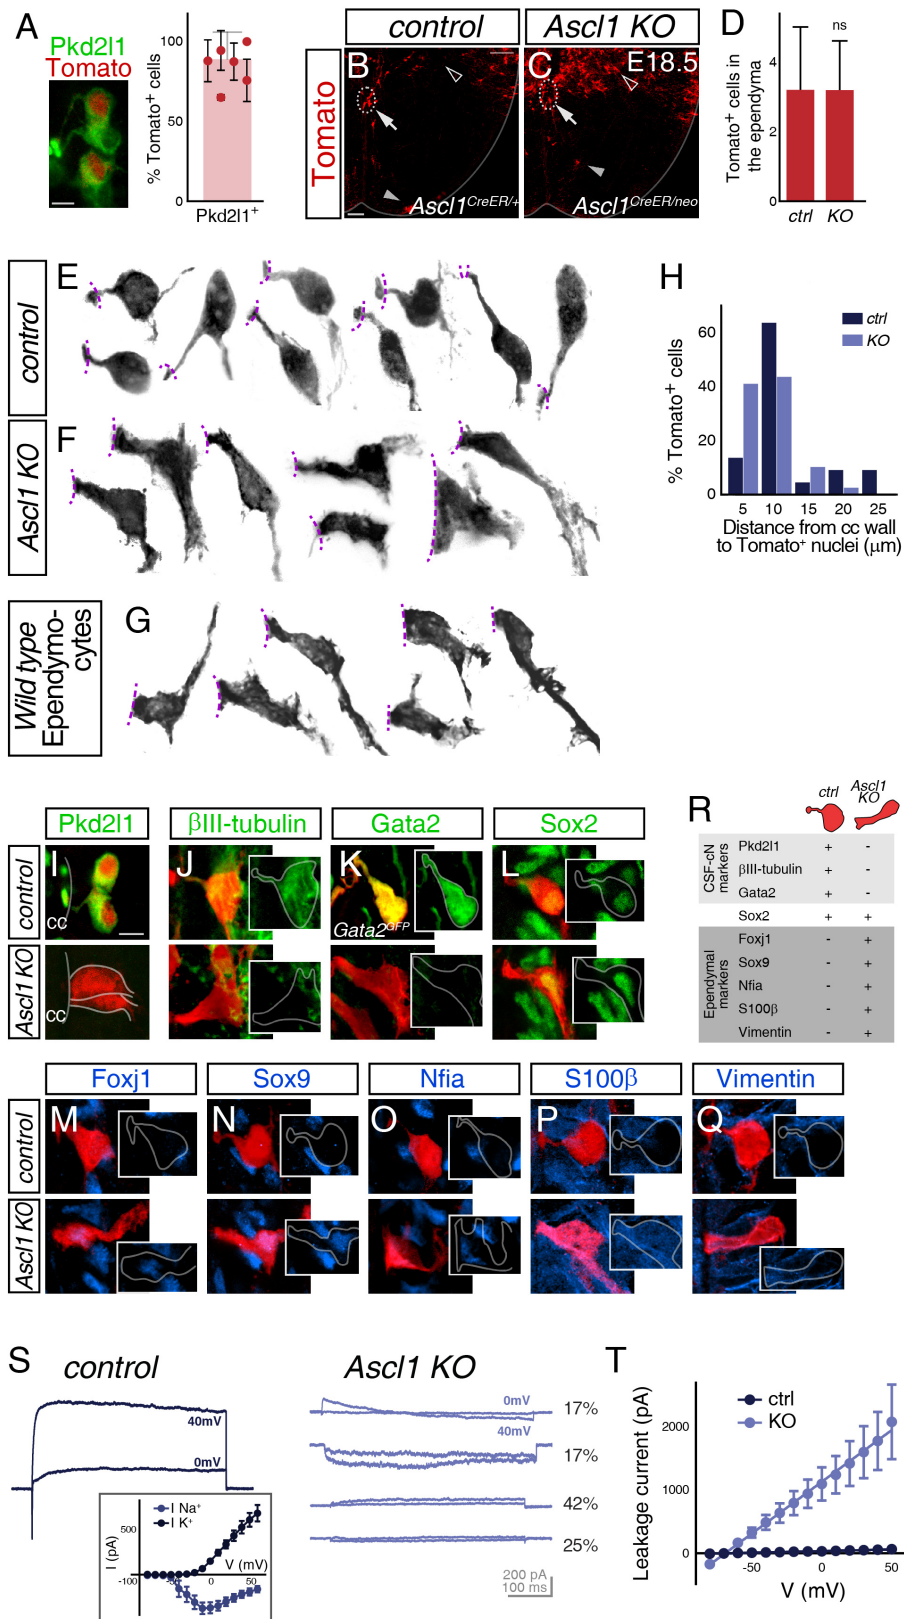 A
Pkd2l1
Tomato
% Tomato+ cells
100
50
0
Pkd2l1+
control
Ascl1 KO
Tomato
B
Ascl1CreER/+
C
E18.5
Ascl1CreER/neo
D
Tomato+ cells in
the ependyma
4
2
0
ns
ctrl
KO
E
control
F
Ascl1 KO
G
Wild type
Ependymo-
cytes
H
% Tomato+ cells
60
40
20
0
ctrl
KO
5 10 15 20 25
Distance from cc wall
to Tomato+ nuclei (µm)
Pkd2l1
βIII-tubulin
Gata2
Sox2
control
Ascl1 KO
I
cc
cc
J
K
Gata2GFP
L
R
ctrl
Ascl1
KO
CSF-cN
markers
Pkd2l1 + -
βIII-tubulin + -
Gata2 + -
Sox2 + +
Ependymal
markers
Foxj1 - +
Sox9 - +
Nfia - +
S100β - +
Vimentin - +
Foxj1
Sox9
Nfia
S100β
Vimentin
control
Ascl1 KO
M
N
O
P
Q
S
control
40mV
0mV
I Na+
I K+
I (pA)
500
V (mV)
-100
-50
0
50
Ascl1 KO
0mV
17%
40mV
17%
42%
25%
200 pA
100 ms
T
Leakage current (pA)
2000
1000
0
ctrl
KO
-50
0
50
V (mV)